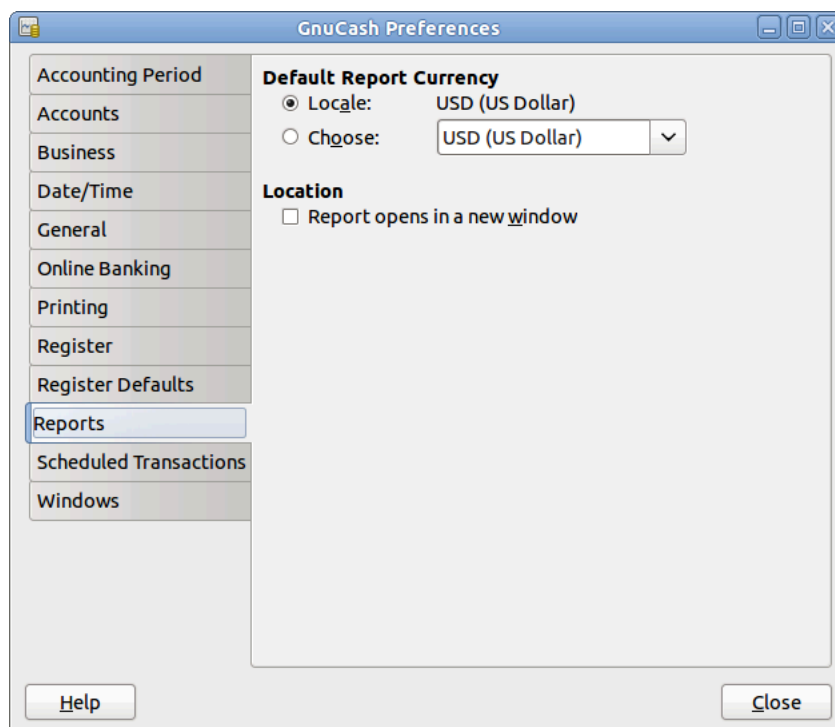 GnuCash Preferences
Accounting Period
Accounts
Business
Date/Time
General
Online Banking
Printing
Register
Register Defaults
Reports
Scheduled Transactions
Windows
Default Report Currency
Locale: USD (US Dollar)
Choose: USD (US Dollar)
Location
Report opens in a new window
Help
Close